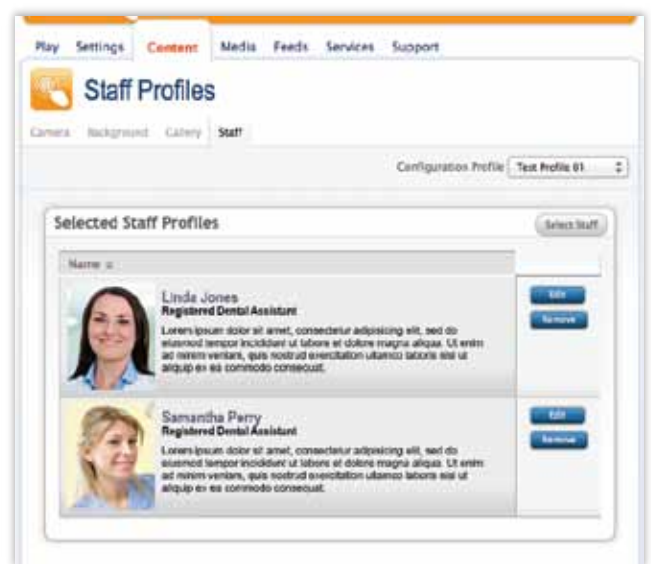 Play Settings Content Media Feeds Services Support
Staff Profiles
Camera Background Gallery Staff
Configuration Profile Test Profile 01
Selected Staff Profiles Select Staff
Name
Linda Jones Edit
Registered Dental Assistant Remove
Lorem ipsum dolor sit amet, consectetur adipisicing elit, sed do
eiusmod tempor incididunt ut labore et dolore magna aliqua. Ut enim
ad minim veniam, quis nostrud exercitation ullamco laboris nisi ut
aliquip ex ea commodo consequat.
Samantha Perry Edit
Registered Dental Assistant Remove
Lorem ipsum dolor sit amet, consectetur adipisicing elit, sed do
eiusmod tempor incididunt ut labore et dolore magna aliqua. Ut enim
ad minim veniam, quis nostrud exercitation ullamco laboris nisi ut
aliquip ex ea commodo consequat.